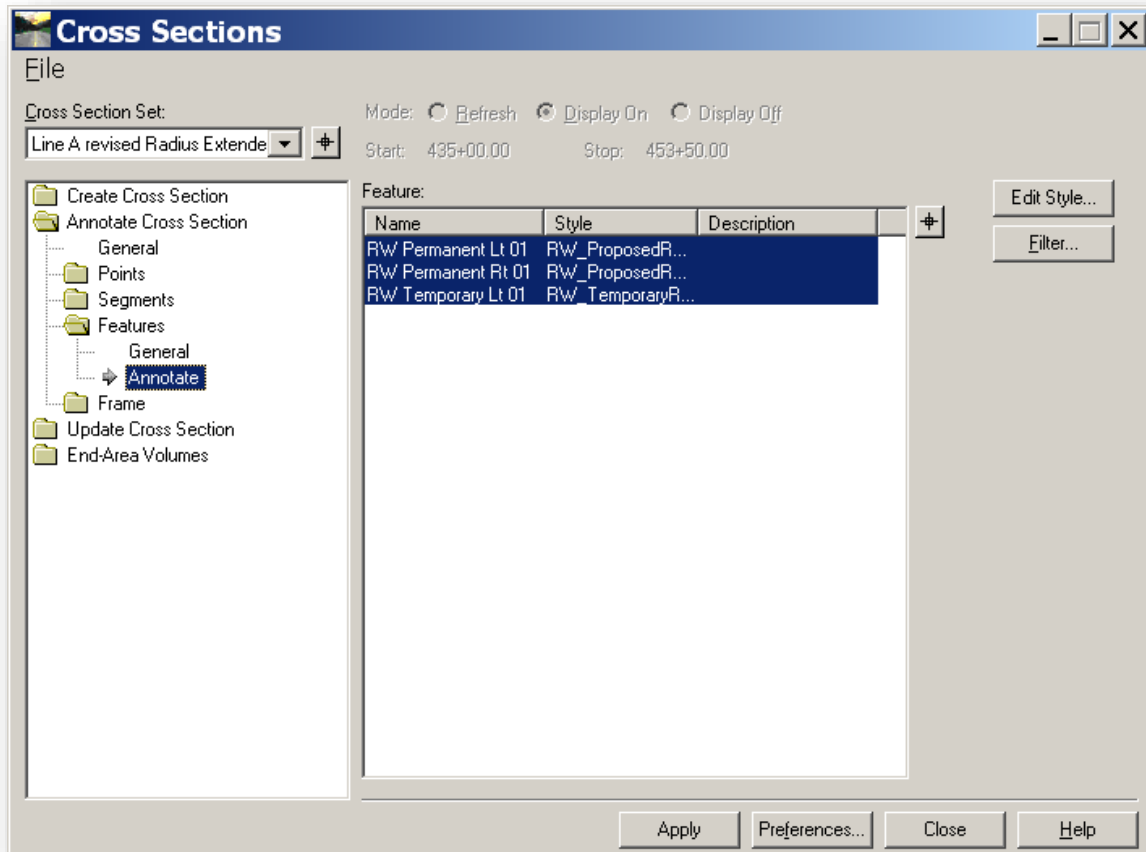 Cross Sections
File
Cross Section Set:
Line A revised Radius Extende
Mode: Refresh Display On Display Off
Start: 435+00.00 Stop: 453+50.00
Create Cross Section
Annotate Cross Section
General
Points
Segments
Features
General
Annotate
Frame
Update Cross Section
End-Area Volumes
Feature:
Name Style Description
RW Permanent Lt 01 RW_ProposedR...
RW Permanent Rt 01 RW_ProposedR...
RW Temporary Lt 01 RW_TemporaryR...
Edit Style...
Filter...
Apply Preferences... Close Help